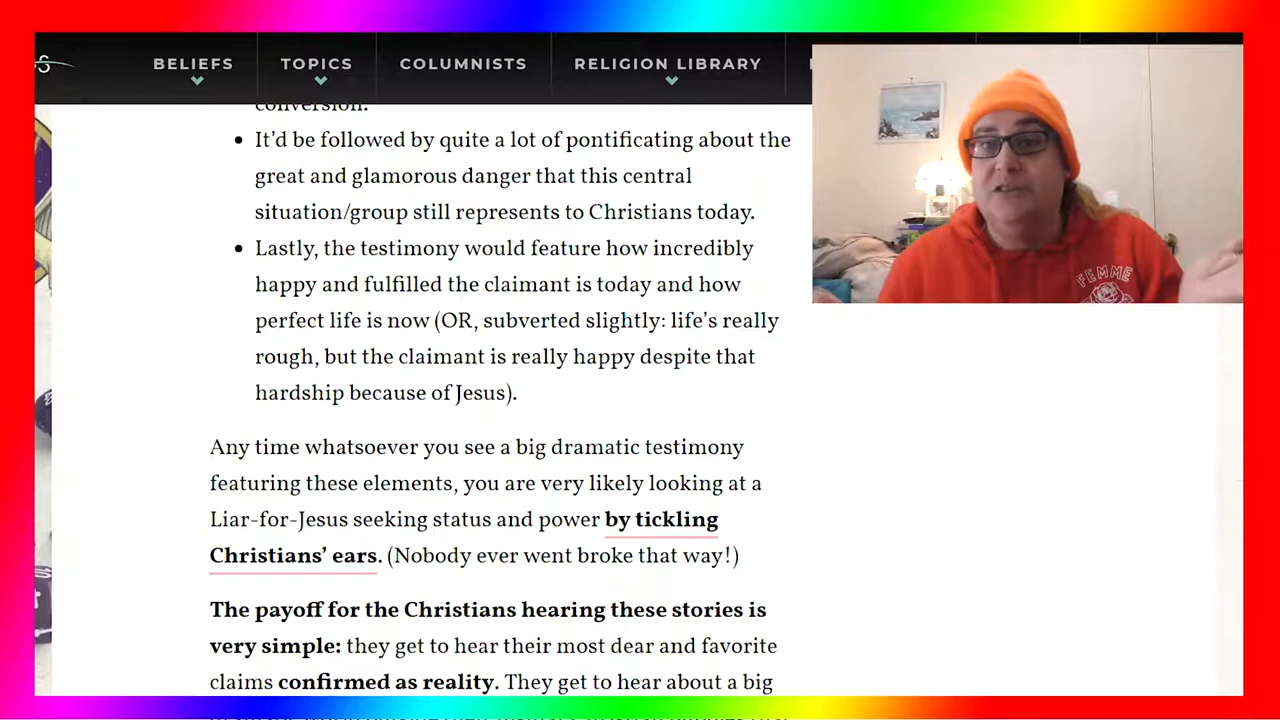 BELIEFS TOPICS COLUMNISTS RELIGION LIBRARY
conversion.
• It’d be followed by quite a lot of pontificating about the
great and glamorous danger that this central
situation/group still represents to Christians today.
• Lastly, the testimony would feature how incredibly
happy and fulfilled the claimant is today and how
perfect life is now (OR, subverted slightly: life’s really
rough, but the claimant is really happy despite that
hardship because of Jesus).
Any time whatsoever you see a big dramatic testimony
featuring these elements, you are very likely looking at a
Liar-for-Jesus seeking status and power by tickling
Christians’ ears. (Nobody ever went broke that way!)
The payoff for the Christians hearing these stories is
very simple: they get to hear their most dear and favorite
claims confirmed as reality. They get to hear about a big
FEMME